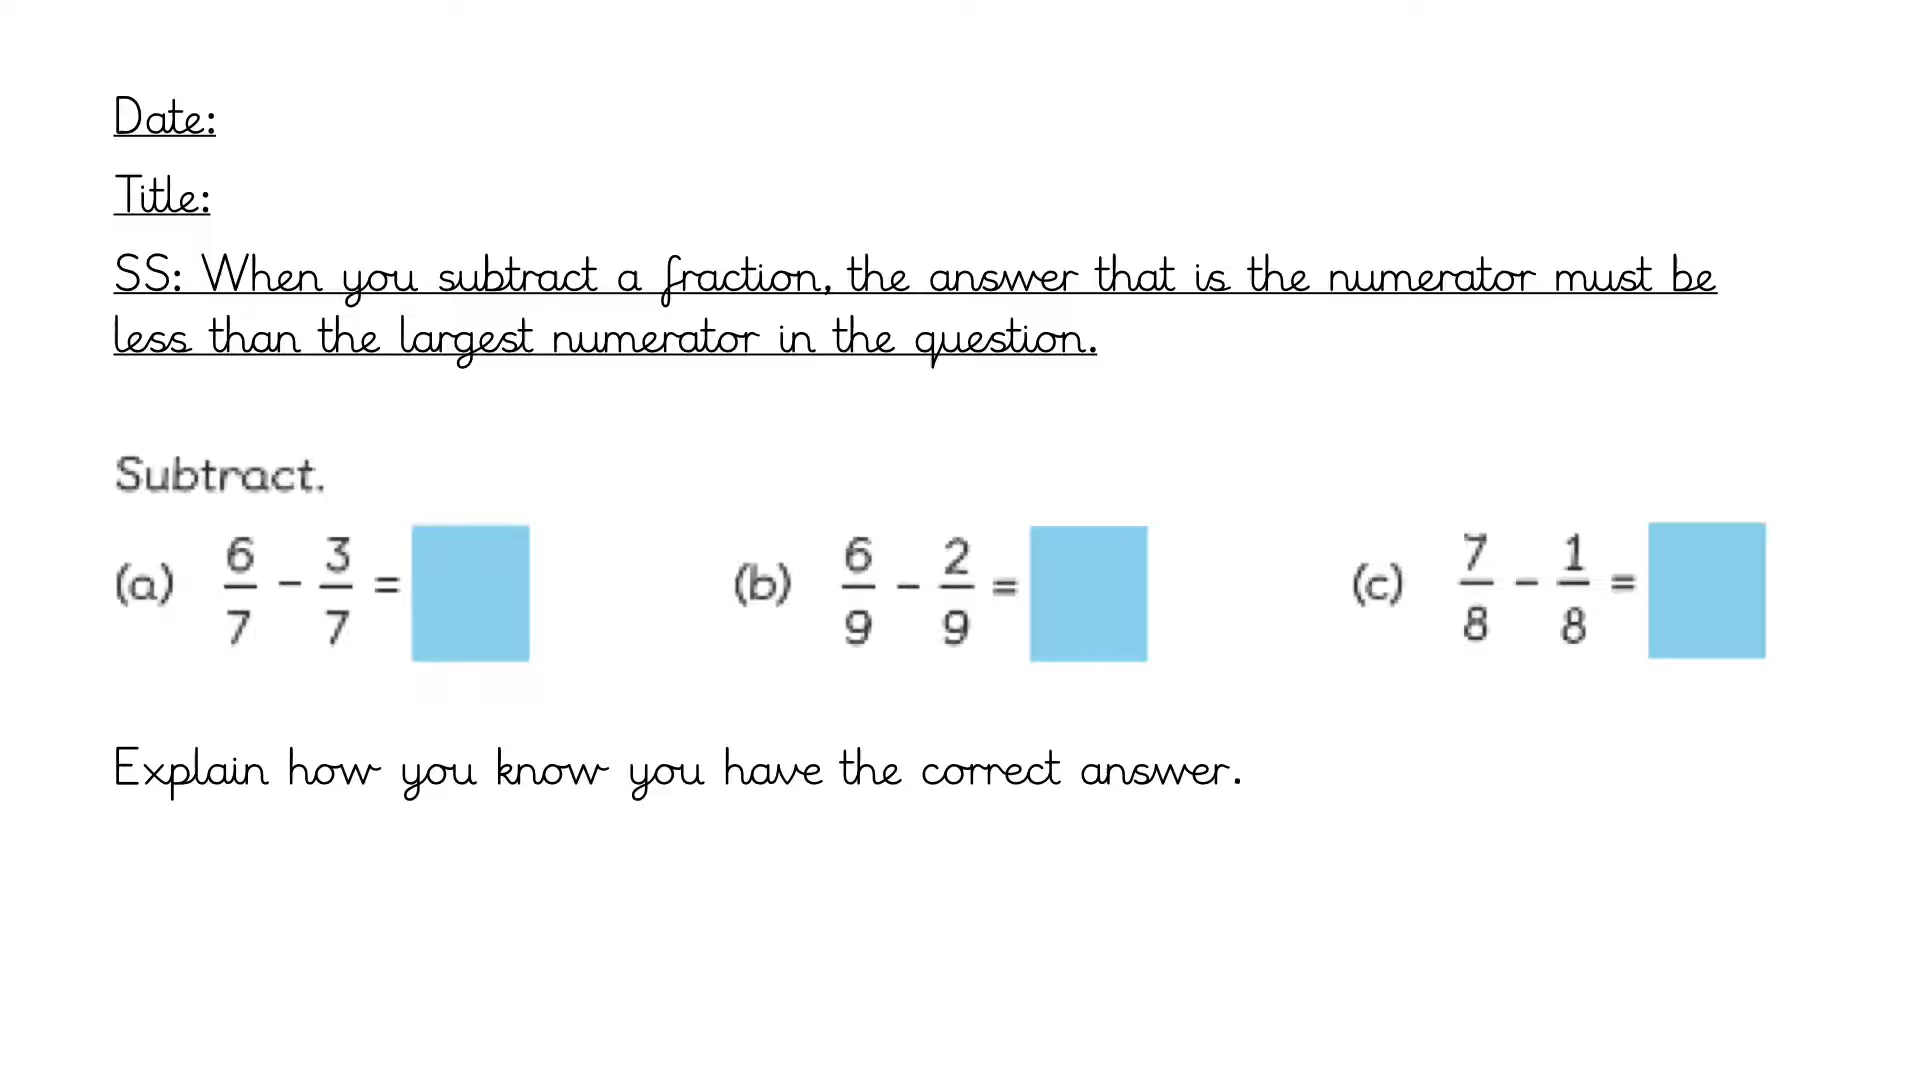 Date:
Title:
SS: When you subtract a fraction, the answer that is the numerator must be
less than the largest numerator in the question.
Subtract.
(a) 6/7 - 3/7 = (b) 6/9 - 2/9 = (c) 7/8 - 1/8 =
Explain how you know you have the correct answer.